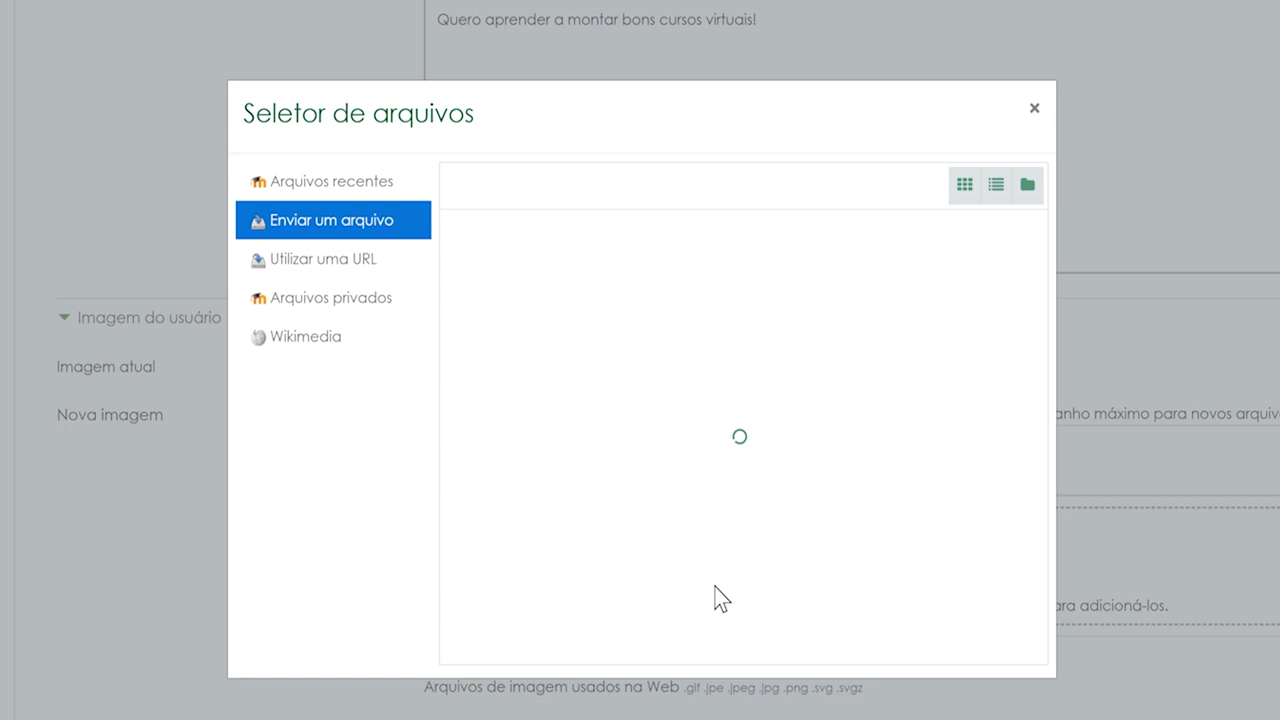 Quero aprender a montar bons cursos virtuais!
Seletor de arquivos
×
Arquivos recentes
Enviar um arquivo
Utilizar uma URL
Arquivos privados
Wikimedia
Imagem do usuário
Imagem atual
Nova imagem
anho máximo para novos arquiv
ara adicioná-los.
Arquivos de imagem usados na Web .gif .jpe .jpeg .jpg .png .svg .svgz